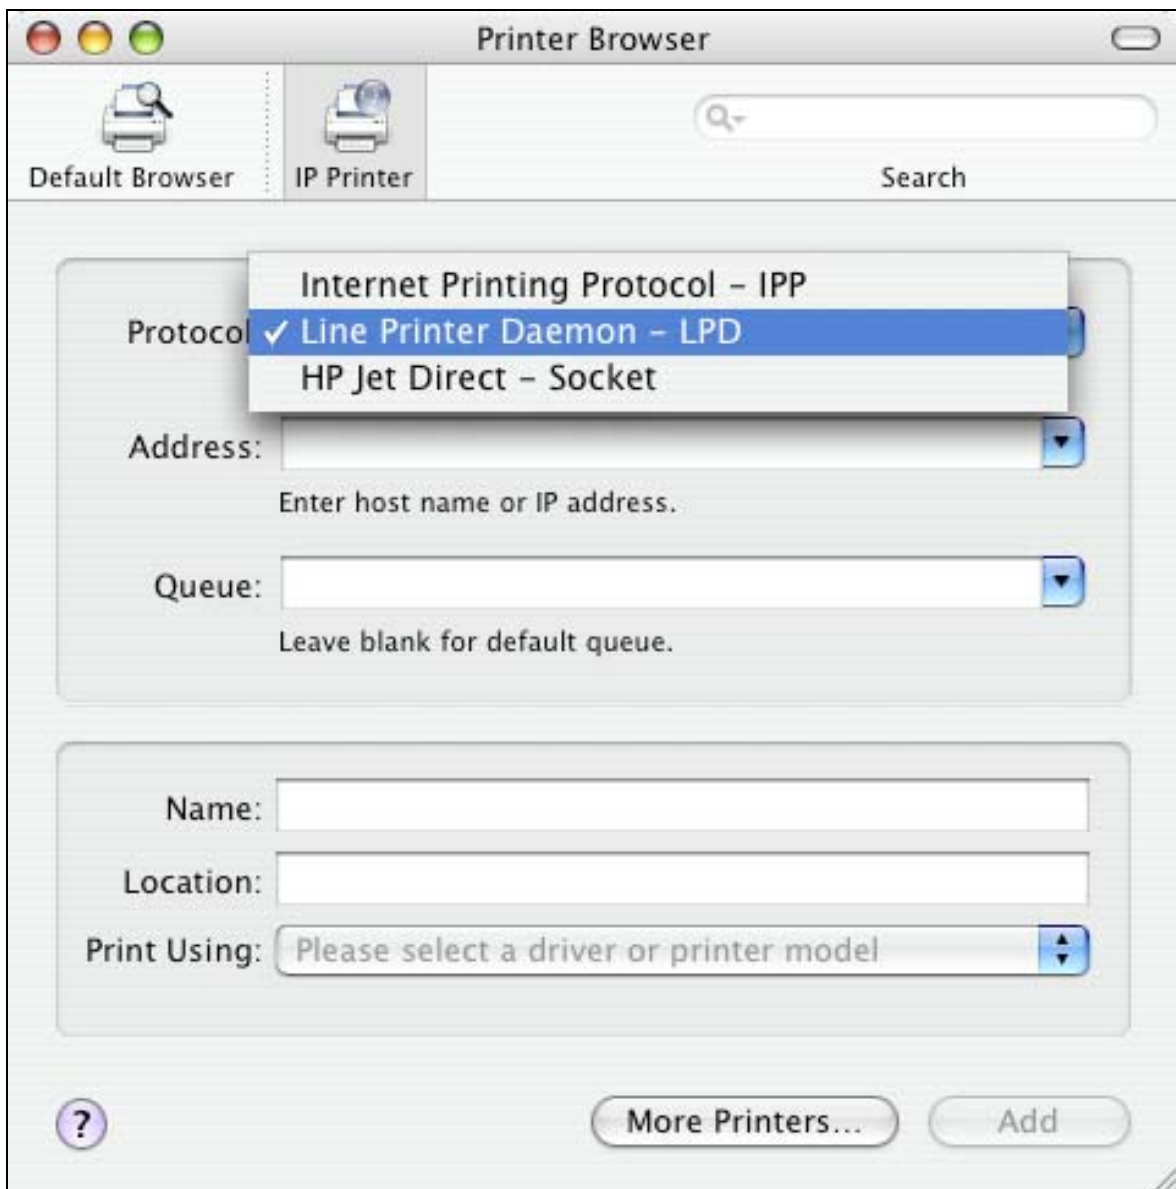 Printer Browser
Default Browser
IP Printer
Search
Internet Printing Protocol – IPP
Protocol
✓ Line Printer Daemon – LPD
HP Jet Direct – Socket
Address:
Enter host name or IP address.
Queue:
Leave blank for default queue.
Name:
Location:
Print Using: Please select a driver or printer model
?
More Printers...
Add